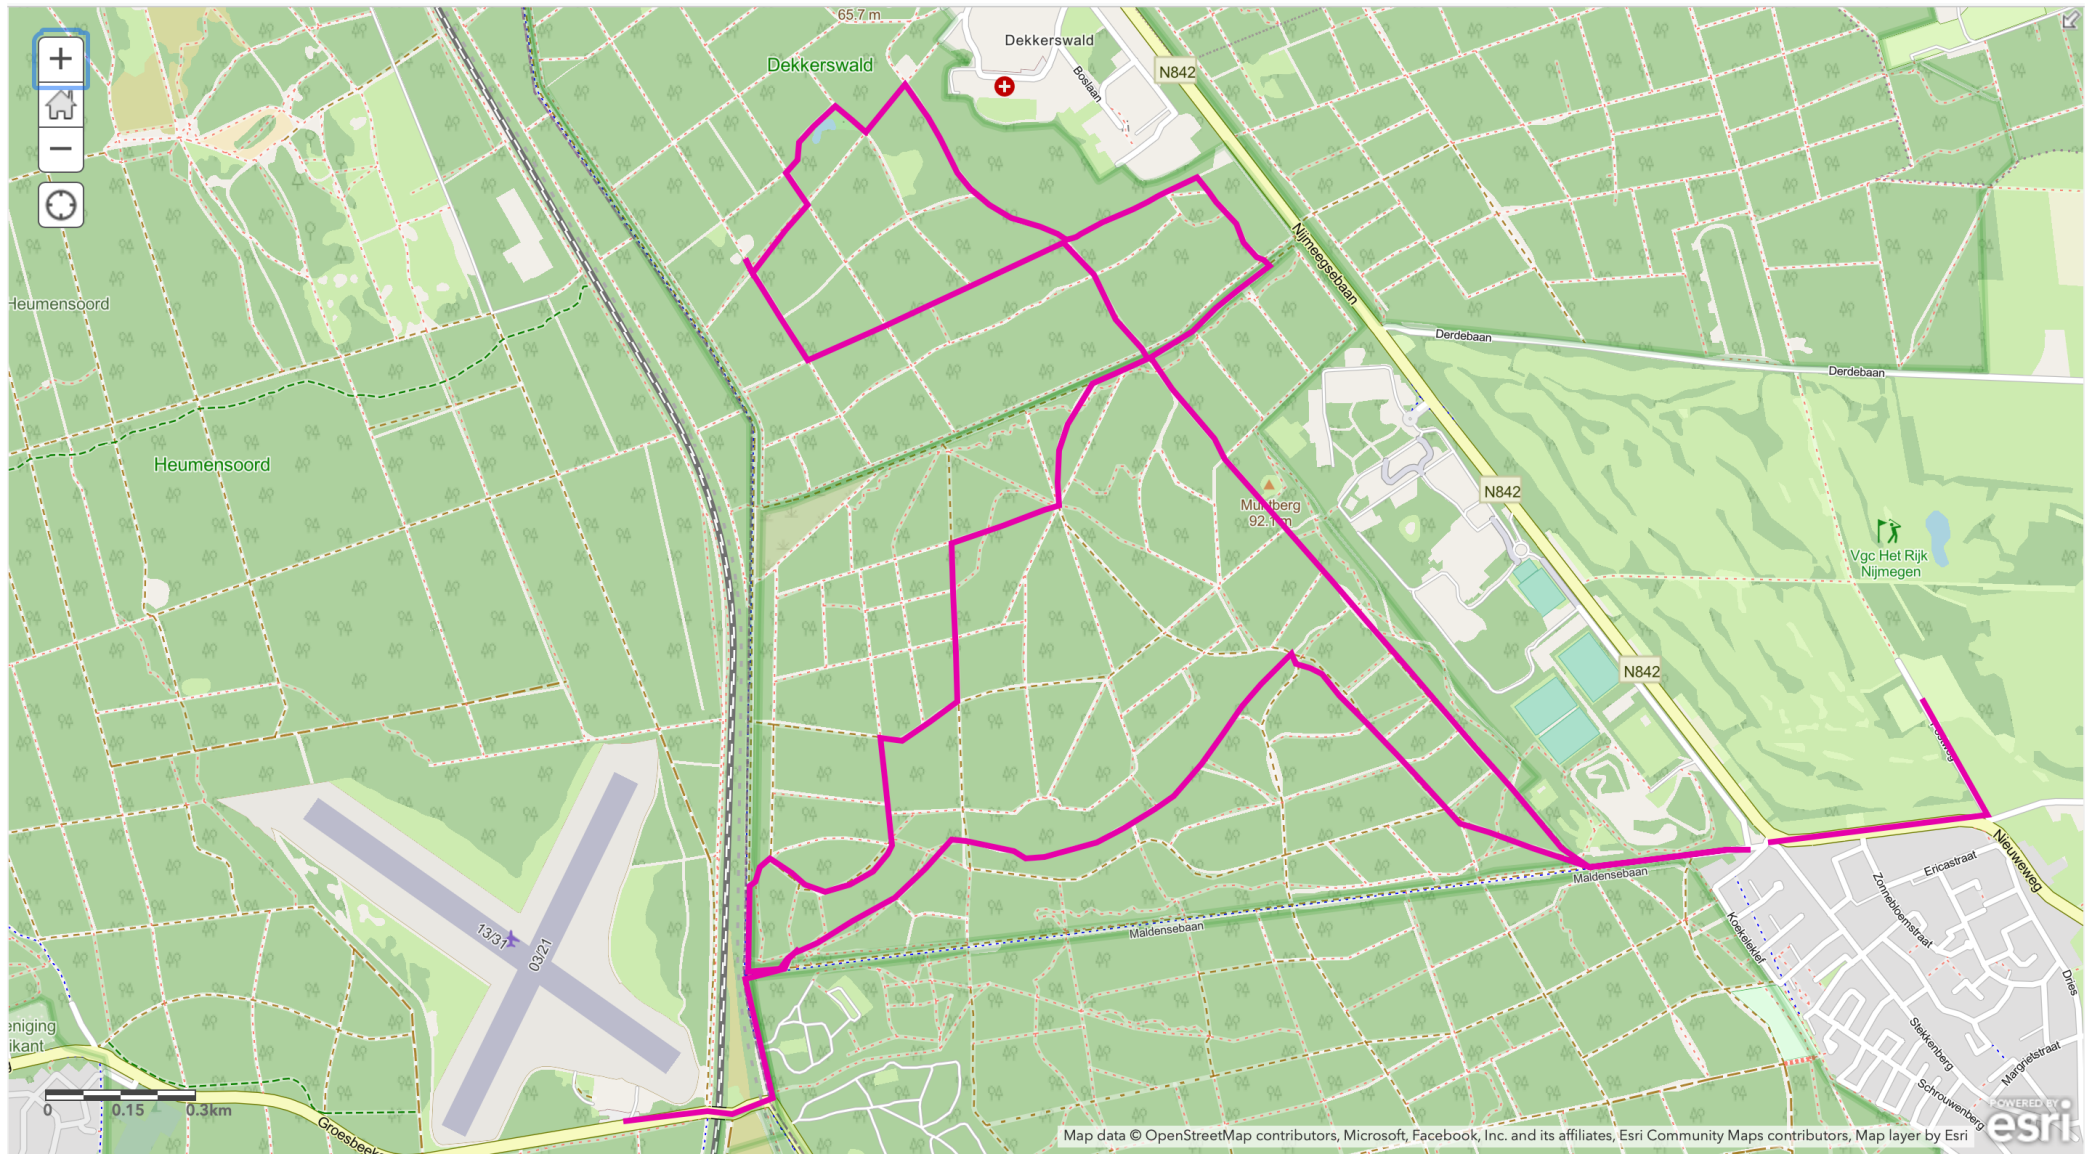 65.7 m
Dekkerswald
Dekkerswald
Boslaan
N842
+
−
Nijmeegsebaan
Heumensoord
Derdebaan
Derdebaan
Heumensoord
N842
92.1 m
Vgc Het Rijk
Nijmegen
N842
Nieuweweg
Ericastraat
Zonnebloemstraat
Maldensebaan
Maldensebaan
Koekeleklef
13/31
03/21
Dries
eniging
ikant
Stekkenberg
Margrietstraat
Schrouwenberg
0 0.15 0.3km
Groesbeek
POWERED BY
esri
Map data © OpenStreetMap contributors, Microsoft, Facebook, Inc. and its affiliates, Esri Community Maps contributors, Map layer by Esri